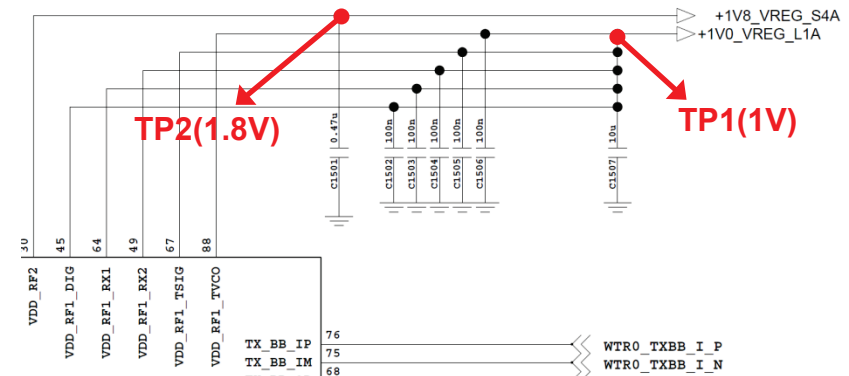 +1V8_VREG_S4A
+1V0_VREG_L1A
TP2(1.8V)
TP1(1V)
0.47u
100n
100n
100n
100n
100n
10u
C1501
C1502
C1503
C1504
C1505
C1506
C1507
30
45
64
49
67
88
VDD_RF2
VDD_RF1_DIG
VDD_RF1_RX1
VDD_RF1_RX2
VDD_RF1_TSIG
VDD_RF1_TVCO
TX_BB_IP
76
WTR0_TXBB_I_P
TX_BB_IM
75
WTR0_TXBB_I_N
68